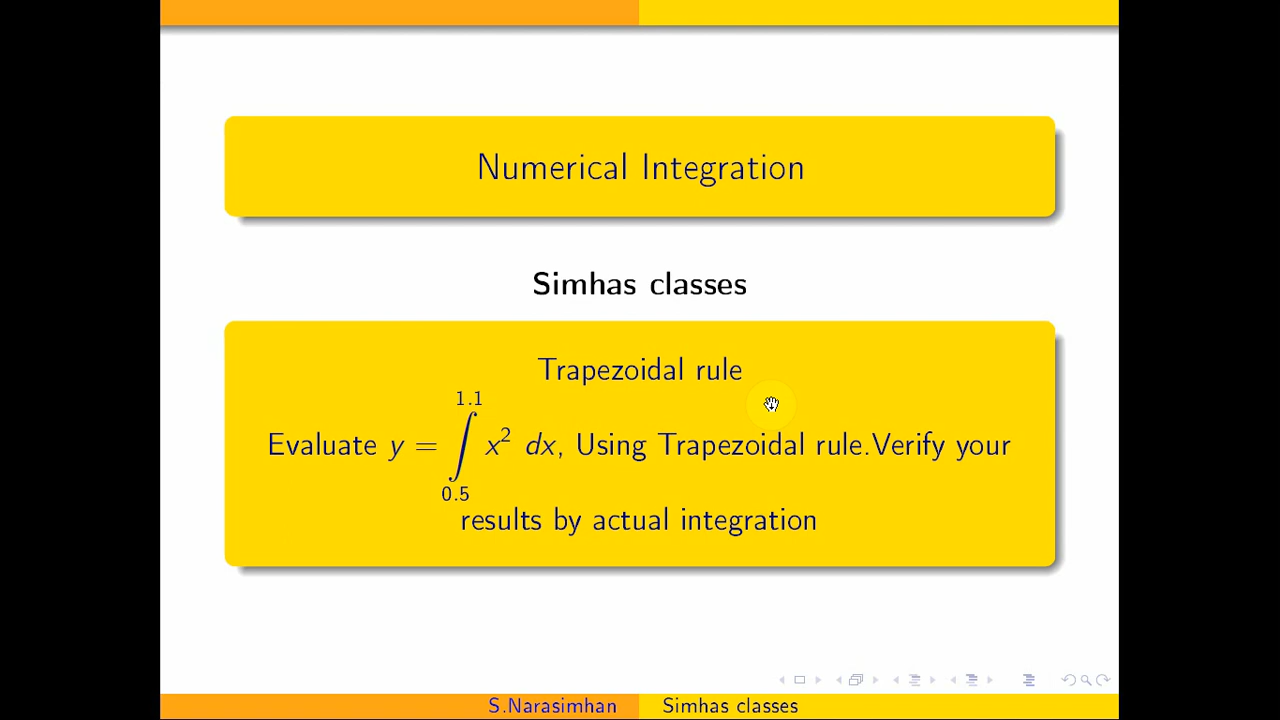 Numerical Integration
Simhas classes
Trapezoidal rule
Evaluate y = ∫_{0.5}^{1.1} x² dx, Using Trapezoidal rule.Verify your
results by actual integration
S.Narasimhan
Simhas classes